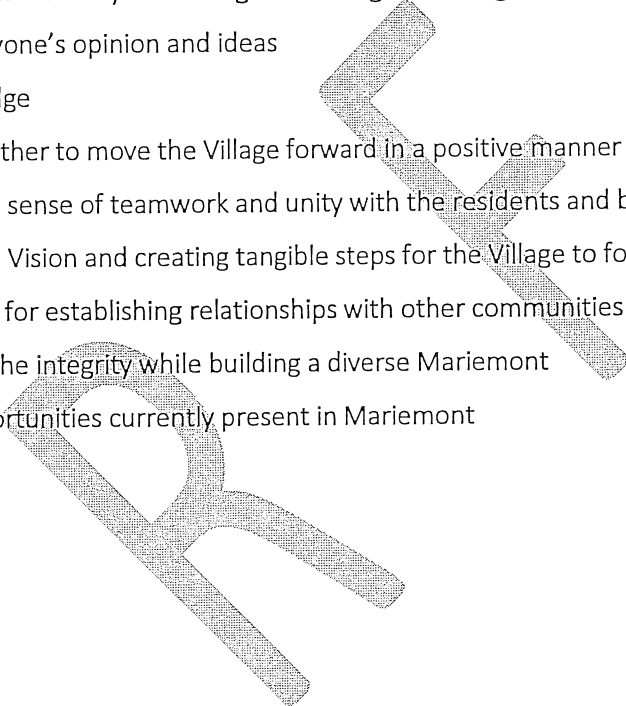 yone's opinion and ideas
dge
ther to move the Village forward in a positive manner
sense of teamwork and unity with the residents and b
Vision and creating tangible steps for the Village to fo
for establishing relationships with other communities
he integrity while building a diverse Mariemont
ortunities currently present in Mariemont
R
F